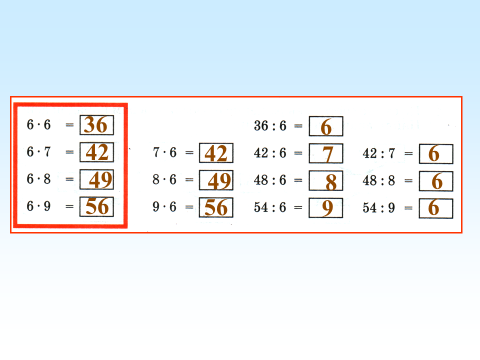 6 · 6 = 36 36 : 6 = 6
6 · 7 = 42 7 · 6 = 42 42 : 6 = 7 42 : 7 = 6
6 · 8 = 49 8 · 6 = 49 48 : 6 = 8 48 : 8 = 6
6 · 9 = 56 9 · 6 = 56 54 : 6 = 9 54 : 9 = 6